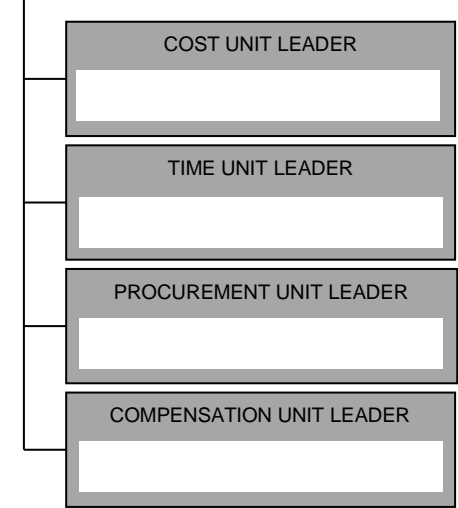 COST UNIT LEADER
TIME UNIT LEADER
PROCUREMENT UNIT LEADER
COMPENSATION UNIT LEADER